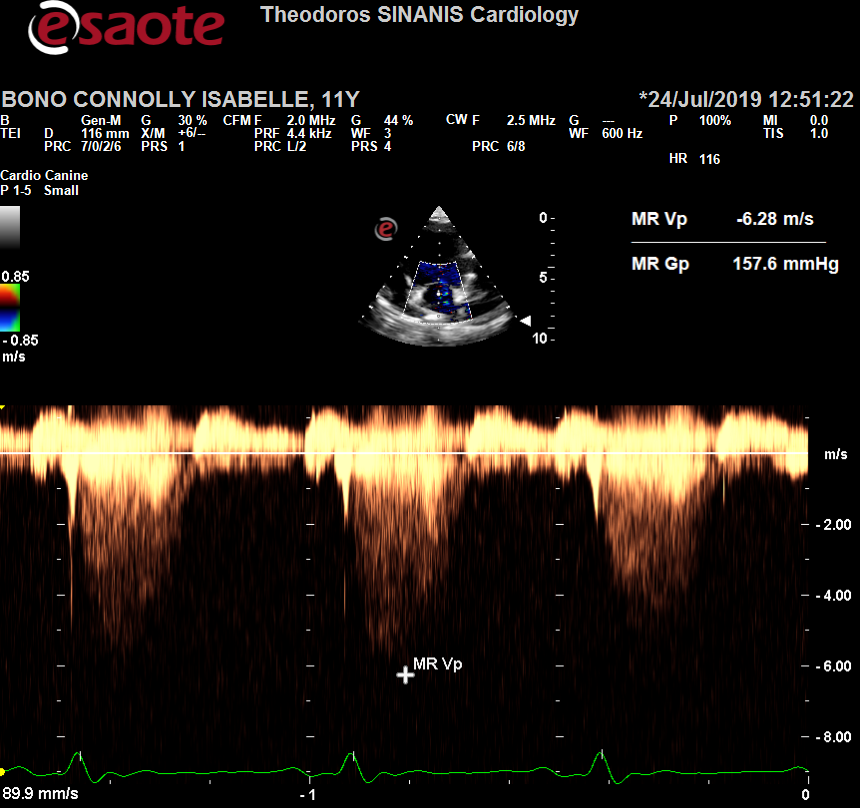 esaote
Theodoros SINANIS Cardiology
BONO CONNOLLY ISABELLE, 11Y *24/Jul/2019 12:51:22
B Gen-M G 30 % CFM F 2.0 MHz G 44 % CW F 2.5 MHz G --- P 100% MI 0.0
TEI D 116 mm X/M +6/-- PRF 4.4 kHz WF 3 WF 600 Hz TIS 1.0
PRC 7/0/2/6 PRS 1 PRC L/2 PRS 4 PRC 6/8
HR 116
Cardio Canine
P 1-5 Small
e
0-
MR Vp -6.28 m/s
MR Gp 157.6 mmHg
0.85
5-
-0.85
10-
m/s
m/s
-2.00
-4.00
MR Vp
-6.00
-8.00
89.9 mm/s -1 0